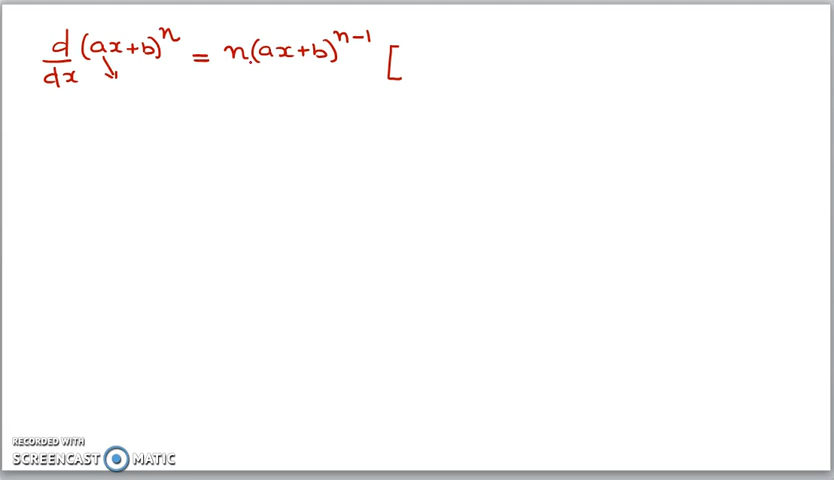 d/dx (ax+b)^n = n.(ax+b)^{n-1} [
RECORDED WITH
SCREENCAST MATIC